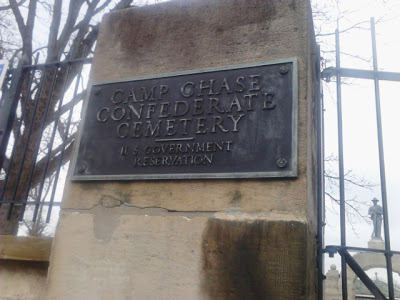 CAMP CHASE
CONFEDERATE
CEMETERY
U.S GOVERNMENT
RESERVATION